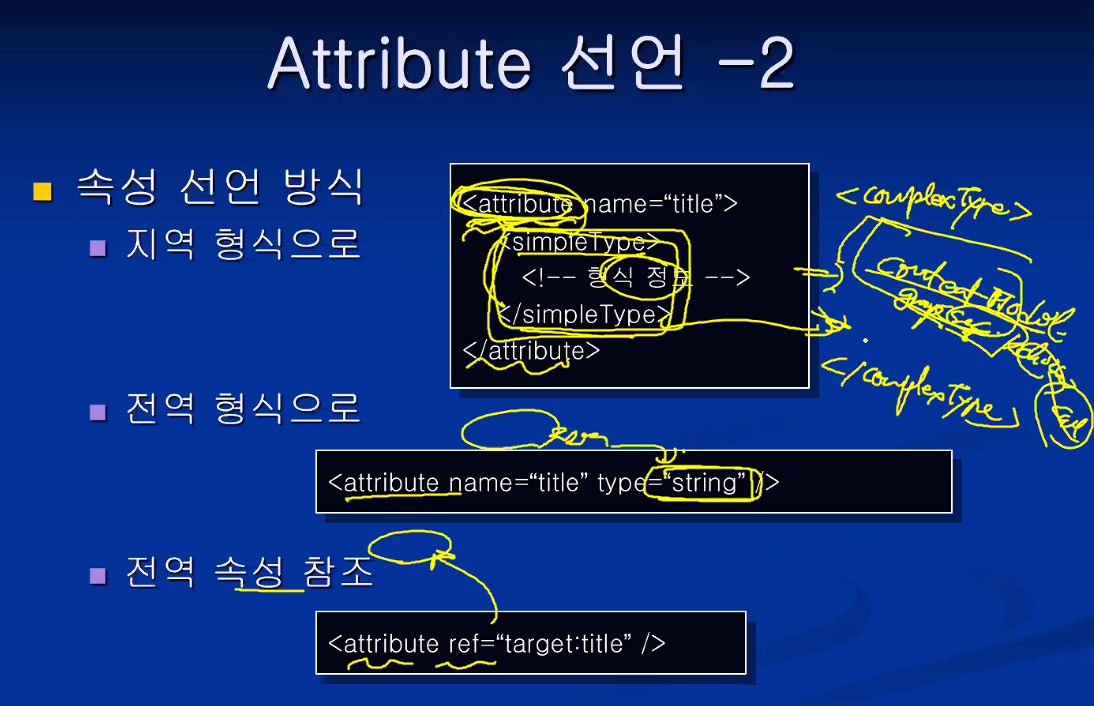 Attribute 선언 -2
속성 선언 방식
지역 형식으로
<attribute name=“title”>
<simpleType>
<!-- 형식 정보 -->
</simpleType>
</attribute>
<complexType>
content Model
</complexType>
전역 형식으로
<attribute name=“title” type=“string” />
전역 속성 참조
<attribute ref=“target:title” />